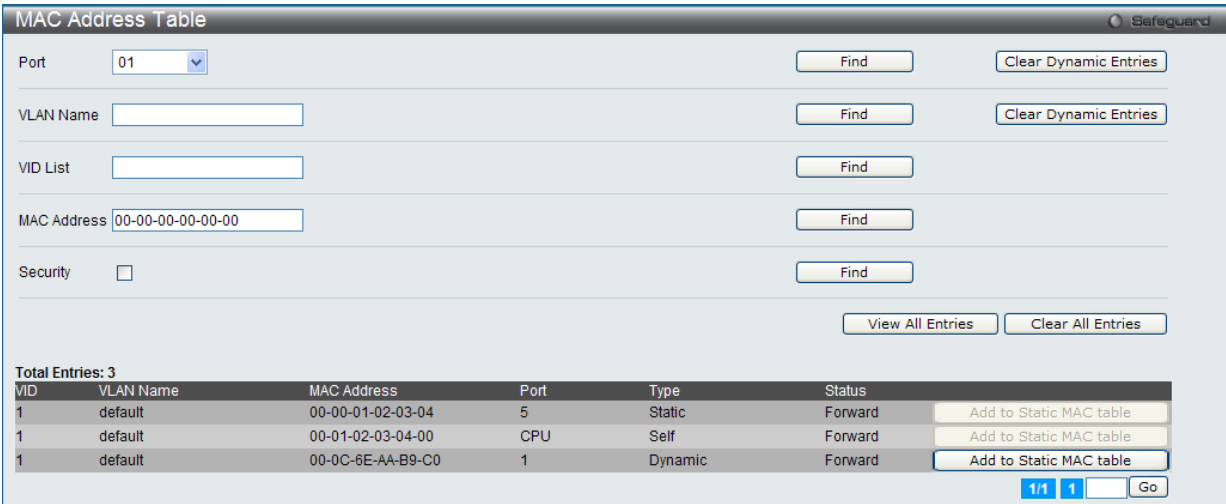 MAC Address Table Safeguard
Port 01 Find Clear Dynamic Entries
VLAN Name Find Clear Dynamic Entries
VID List Find
MAC Address 00-00-00-00-00-00 Find
Security Find
View All Entries Clear All Entries
Total Entries: 3
VID VLAN Name MAC Address Port Type Status
1 default 00-00-01-02-03-04 5 Static Forward Add to Static MAC table
1 default 00-01-02-03-04-00 CPU Self Forward Add to Static MAC table
1 default 00-0C-6E-AA-B9-C0 1 Dynamic Forward Add to Static MAC table
1/1 1 Go